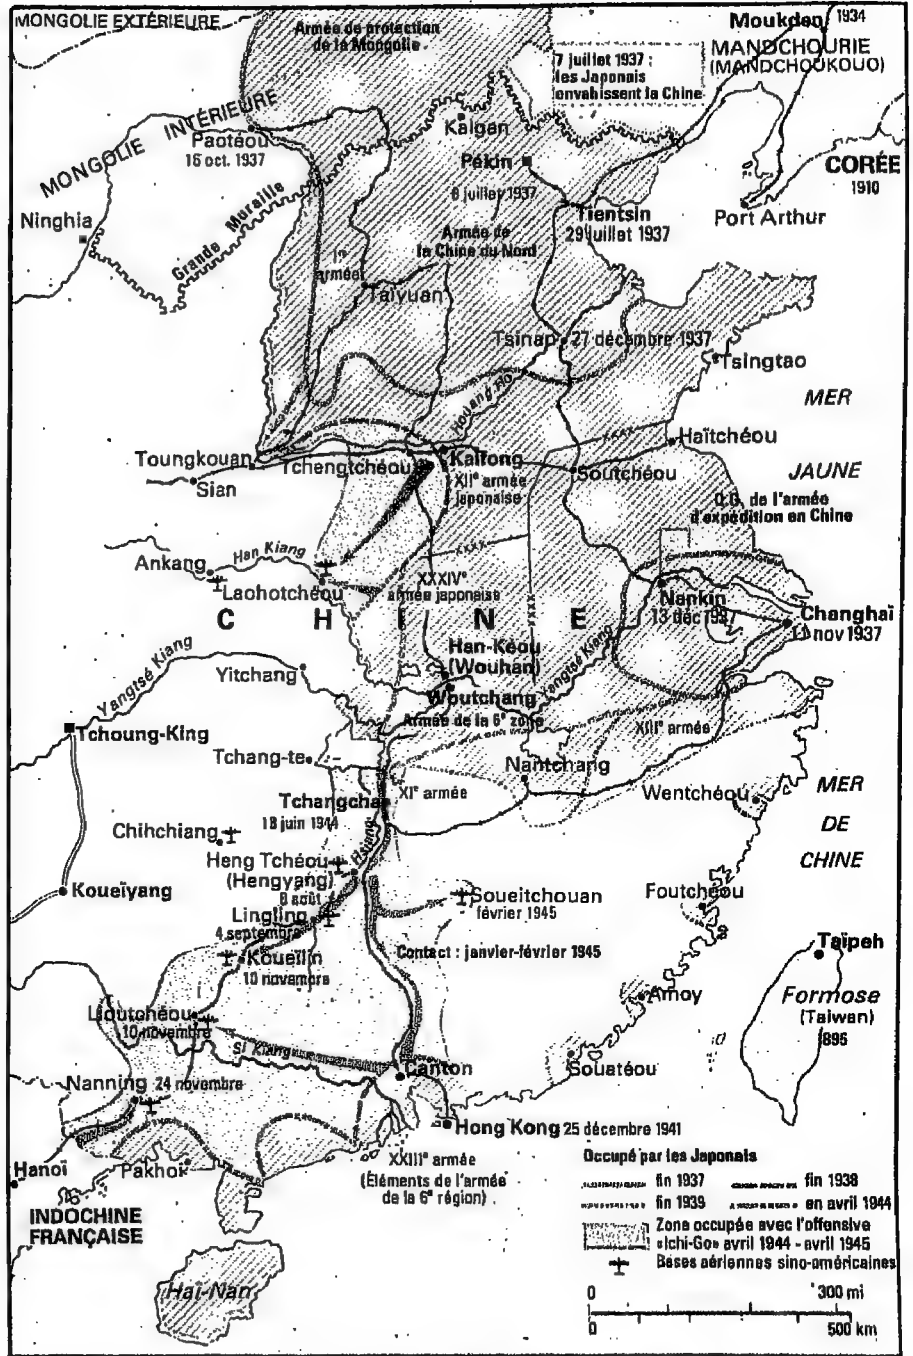 MONGOLIE EXTÉRIEURE
Armée de protection
de la Mongolie
Moukden 1934
MANDCHOURIE
(MANDCHOUKOUO)
7 juillet 1937 :
les Japonais
envahissent la Chine
MONGOLIE INTÉRIEURE
Paotéou
16 oct. 1937
Kalgan
Pékin
8 juillet 1937
CORÉE
1910
Ninghia
Grande Muraille
Tientsin
29 juillet 1937
Port Arthur
Armée de
la Chine du Nord
Ire
armée
Taïyuan
Tsinan 27 décembre 1937
Tsingtao
MER
JAUNE
Houang Ho
Haïtchéou
Toungkouan
Tchengtchéou
Kaïfong
Soutchéou
Sian
XIIe armée
japonaise
XXXX
Q.G. de l'armée
d'expédition en Chine
Ankang
Han Kiang
XXXX
Laohotchéou
XXXIVe
armée japonaise
XXXX
Nankin
13 déc 1937
Changhaï
11 nov 1937
CHINE
Han-Kéou
(Wouhan)
Yangtsé Kiang
Yitchang
Woutchang
Yangtsé Kiang
Armée de la 6e zone
XIIIe armée
Tchoung-King
Tchang-te
Nantchang
XIe armée
Wentchéou
MER
DE
CHINE
Tchangcha
18 juin 1944
Chihchiang
Hsiang
Heng Tchéou
(Hengyang)
8 août
Koueïyang
Soueitchouan
février 1945
Foutchéou
Lingling
4 septembre
Contact : janvier-février 1945
Taïpeh
Koueïlin
10 novembre
Amoy
Formose
(Taiwan)
1895
Lioutchéou
10 novembre
Si Kiang
Canton
Souatéou
Nanning 24 novembre
Hong Kong 25 décembre 1941
Hanoï
Pakhoï
XXIIIe armée
(Éléments de l'armée
de la 6e région)
INDOCHINE
FRANÇAISE
Haï-Nan
Occupé par les Japonais
fin 1937 fin 1938
fin 1939 en avril 1944
Zone occupée avec l'offensive
«Ichi-Go» avril 1944 - avril 1945
Bases aériennes sino-américaines
0 300 mi
0 500 km